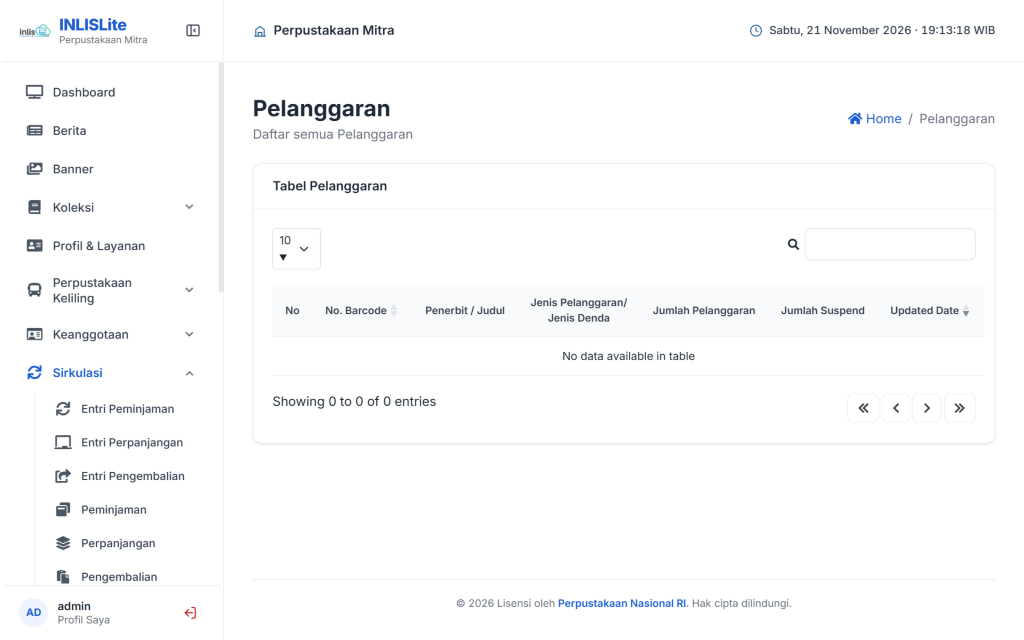 inlis
INLISLite
Perpustakaan Mitra
Perpustakaan Mitra
Sabtu, 21 November 2026 · 19:13:18 WIB
Dashboard
Berita
Banner
Koleksi
Profil & Layanan
Perpustakaan
Keliling
Keanggotaan
Sirkulasi
Entri Peminjaman
Entri Perpanjangan
Entri Pengembalian
Peminjaman
Perpanjangan
Pengembalian
AD
admin
Profil Saya
Pelanggaran
Daftar semua Pelanggaran
Home / Pelanggaran
Tabel Pelanggaran
10
No
No. Barcode
Penerbit / Judul
Jenis Pelanggaran/
Jenis Denda
Jumlah Pelanggaran
Jumlah Suspend
Updated Date
No data available in table
Showing 0 to 0 of 0 entries
© 2026 Lisensi oleh Perpustakaan Nasional RI. Hak cipta dilindungi.